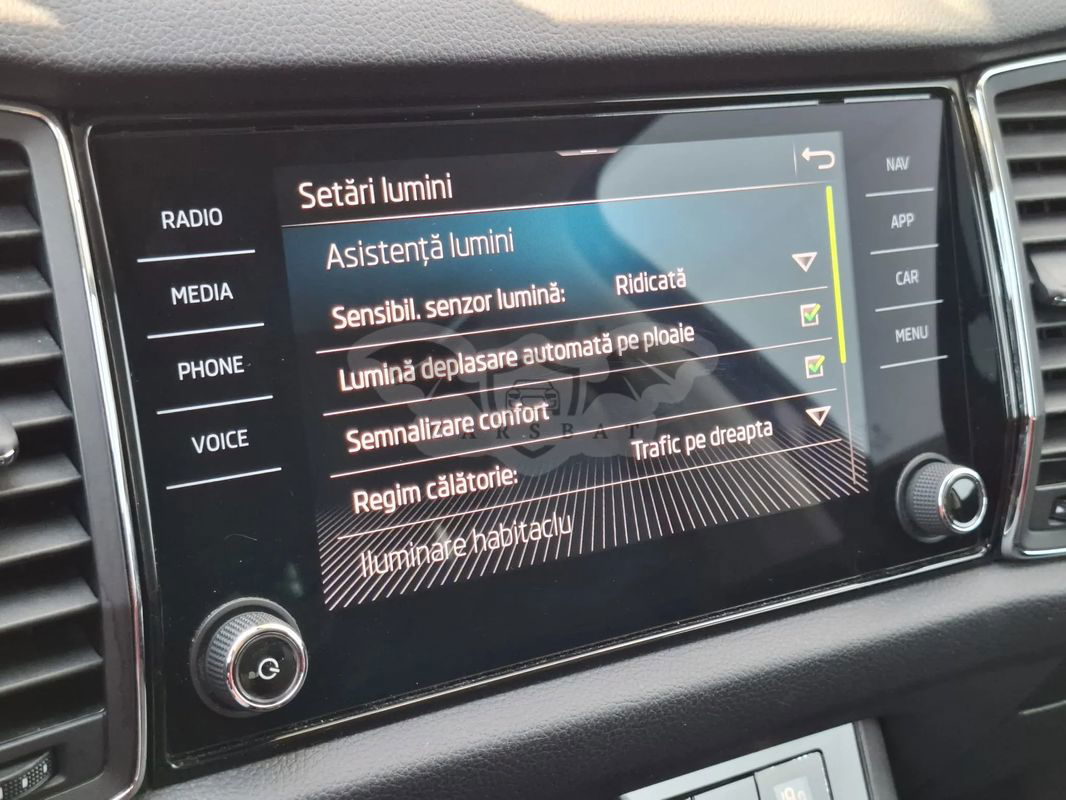 RADIO
MEDIA
PHONE
VOICE
Setări lumini
Asistență lumini
Sensibil. senzor lumină: Ridicată
Lumină deplasare automată pe ploaie
Semnalizare confort
Regim călătorie: Trafic pe dreapta
Iluminare habitaclu
NAV
APP
CAR
MENU